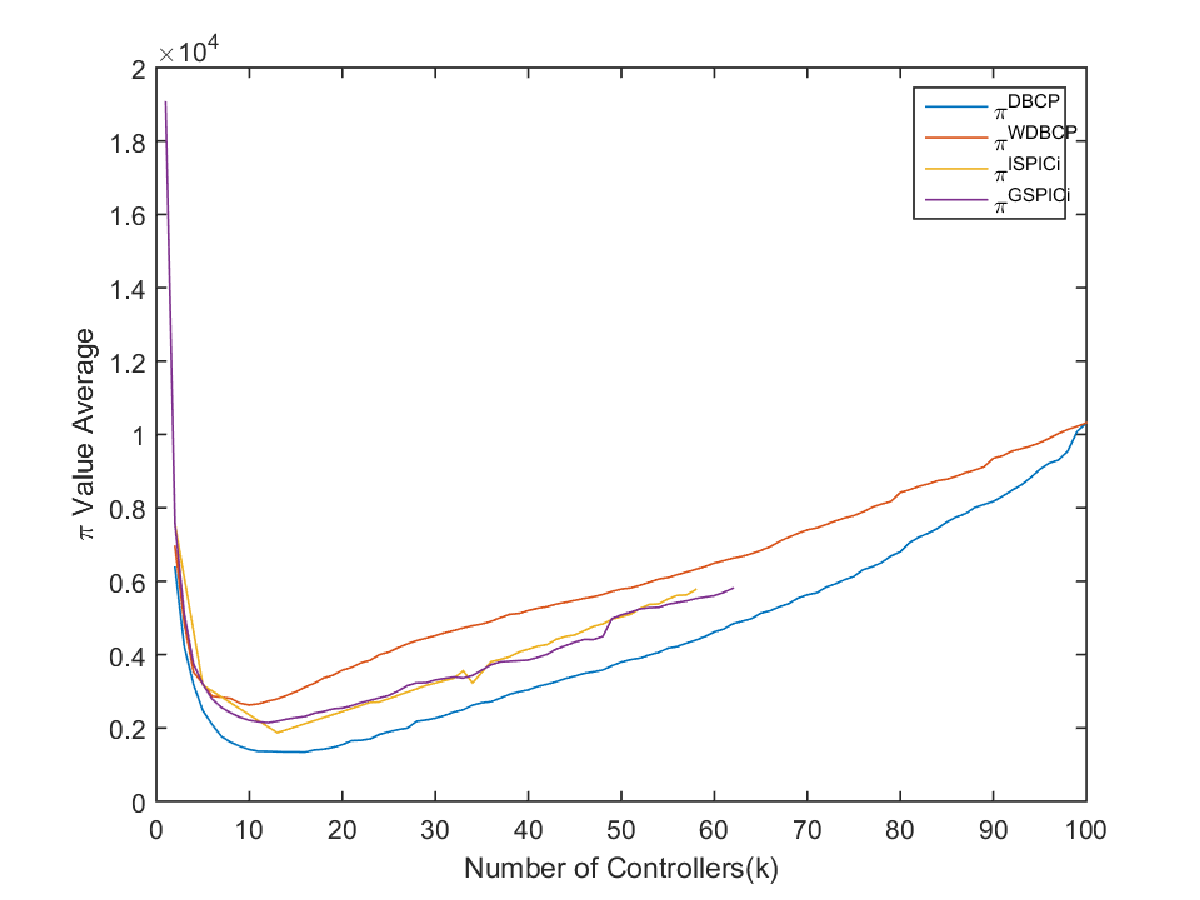 ×10^4
2
1.8
1.6
1.4
1.2
1
0.8
0.6
0.4
0.2
0
π Value Average
π^DBCP
π^WDBCP
π^ISPICi
π^GSPICi
0 10 20 30 40 50 60 70 80 90 100
Number of Controllers(k)